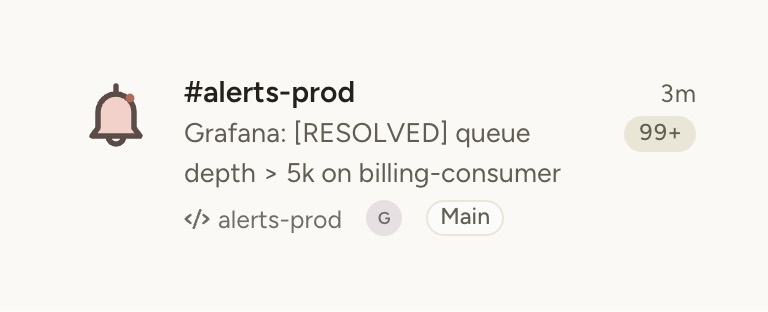 #alerts-prod 3m
Grafana: [RESOLVED] queue 99+
depth > 5k on billing-consumer
</> alerts-prod G Main